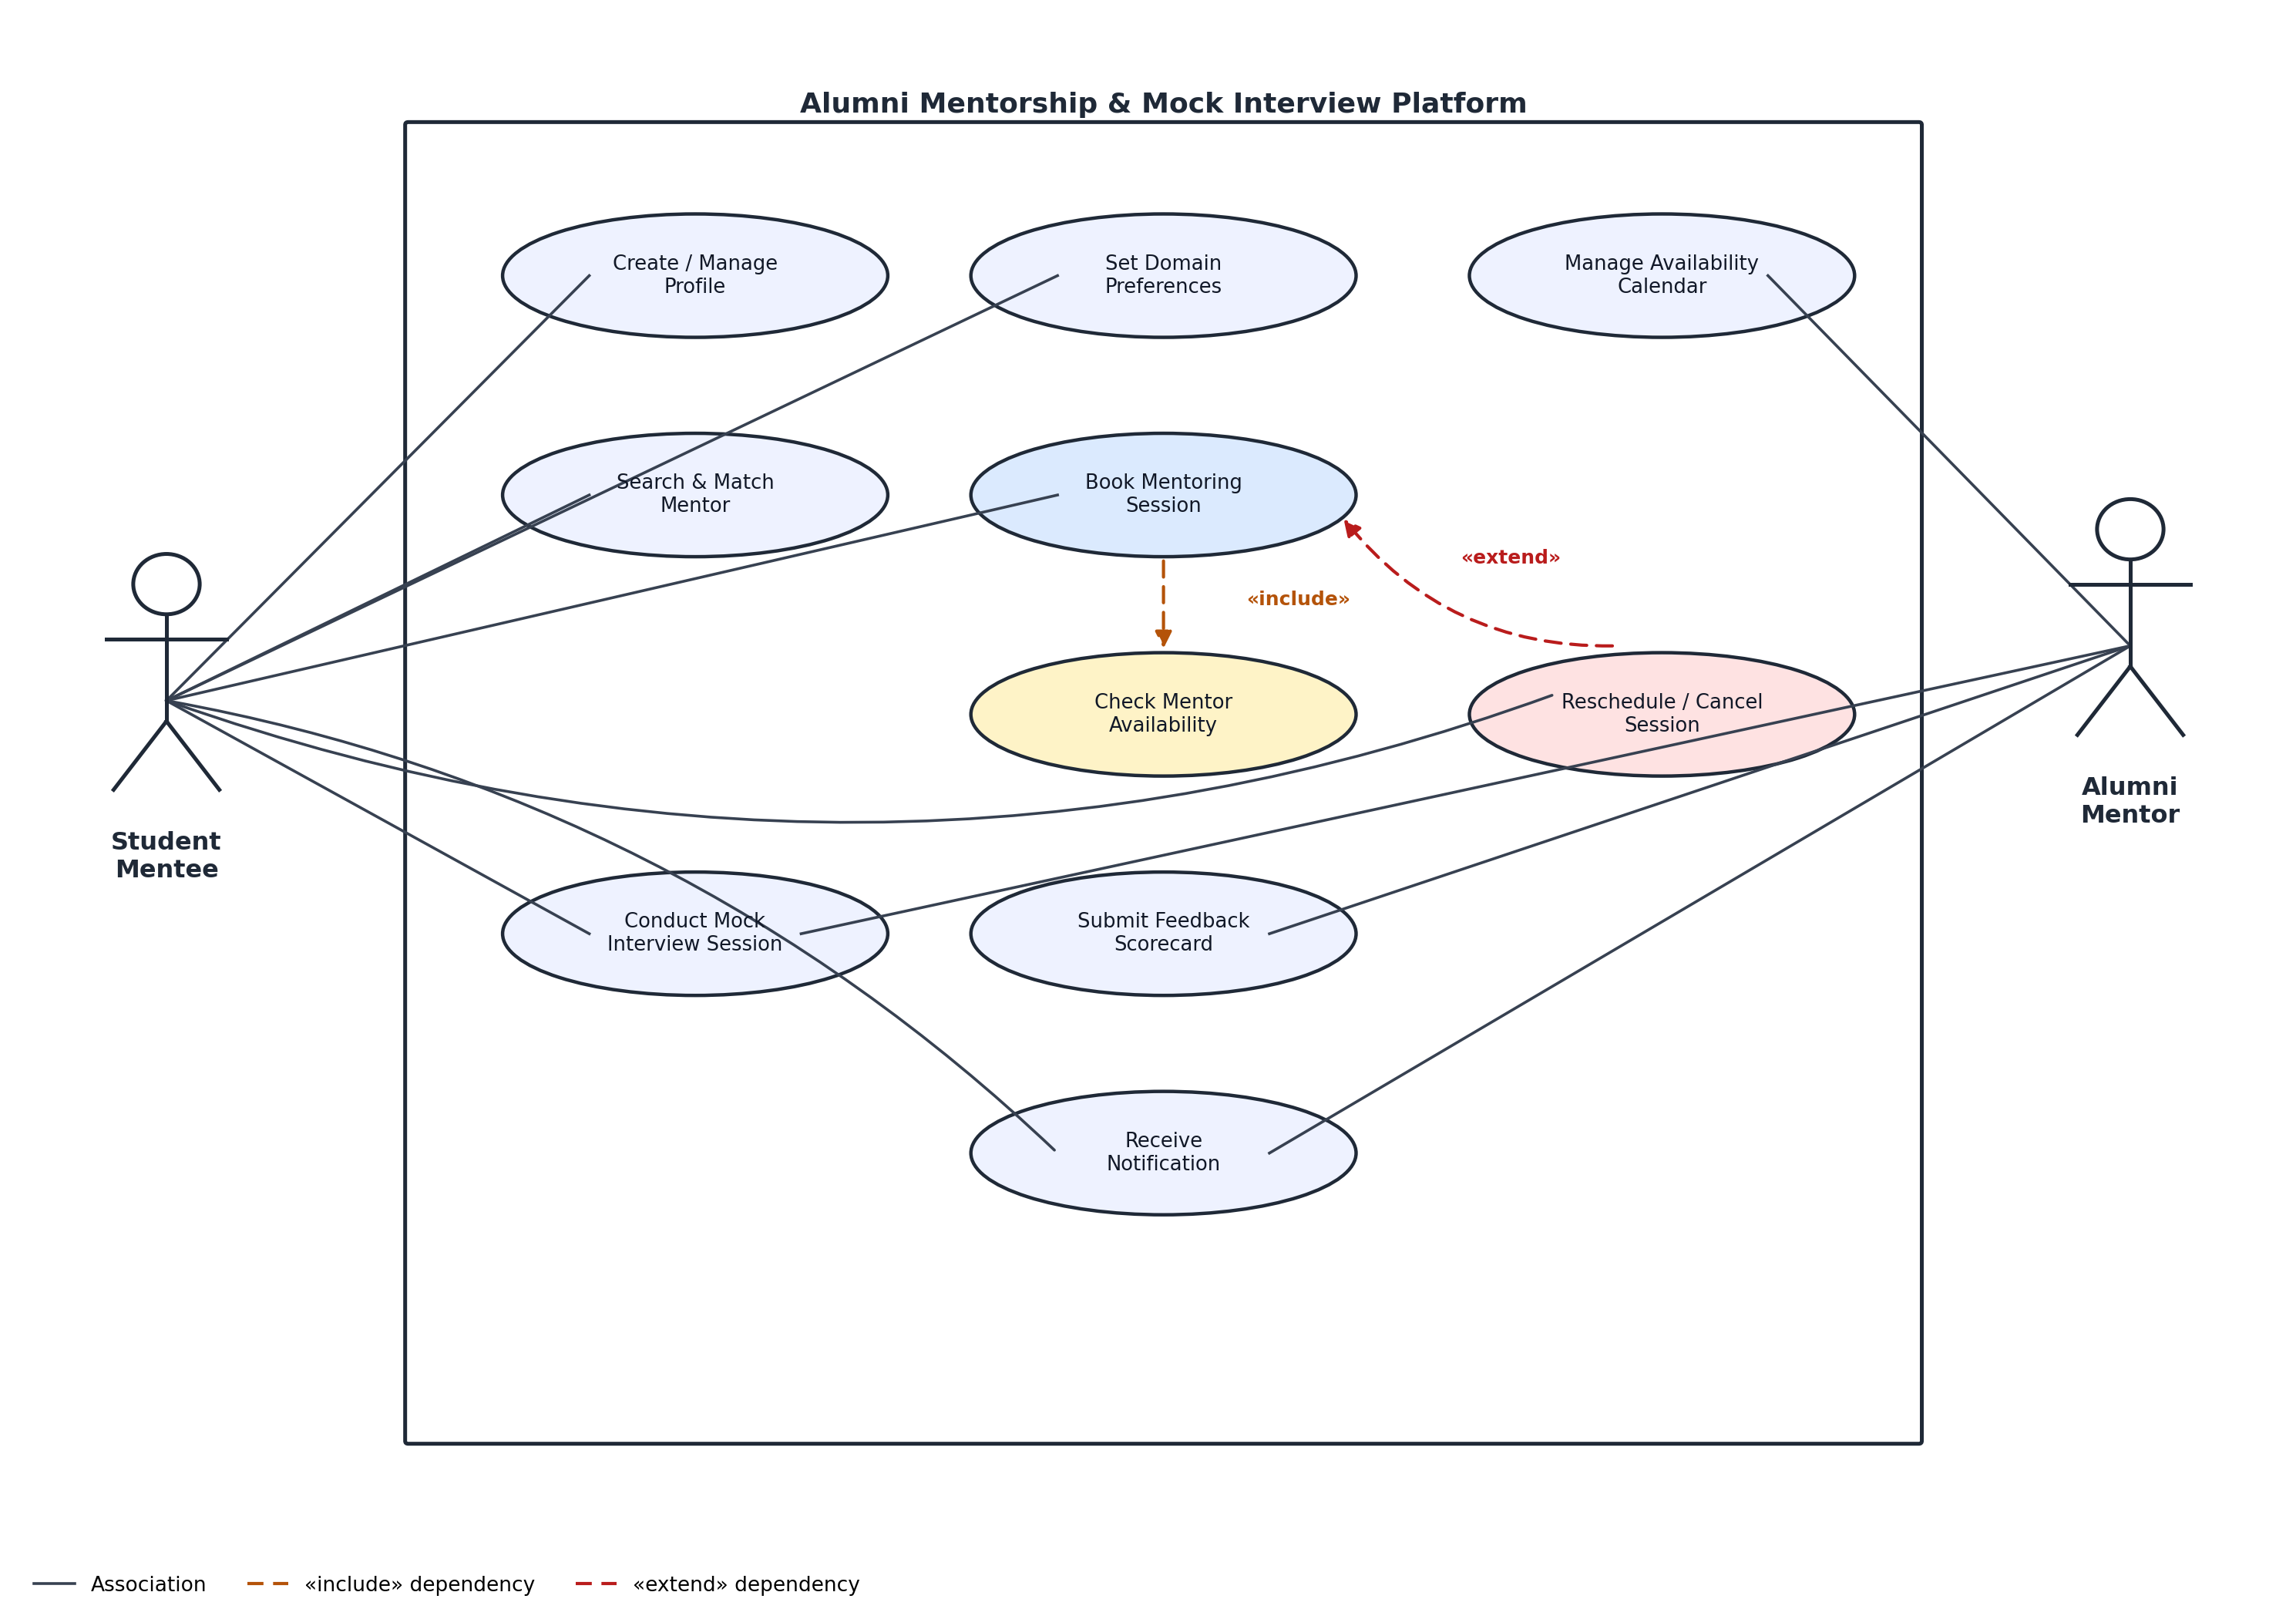 Alumni Mentorship & Mock Interview Platform
Create / Manage
Profile
Set Domain
Preferences
Manage Availability
Calendar
Search & Match
Mentor
Book Mentoring
Session
«extend»
«include»
Check Mentor
Availability
Reschedule / Cancel
Session
Student
Mentee
Alumni
Mentor
Conduct Mock
Interview Session
Submit Feedback
Scorecard
Receive
Notification
Association
«include» dependency
«extend» dependency